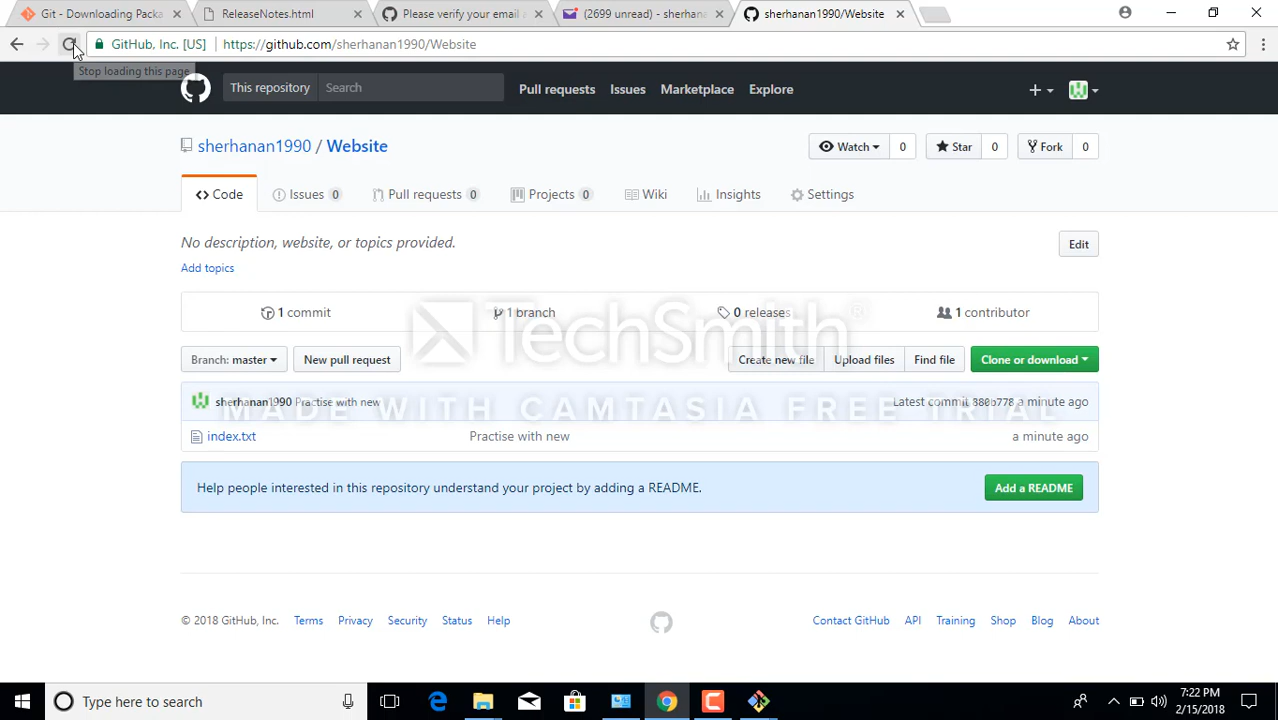 Git - Downloading Packa
ReleaseNotes.html
Please verify your email a
(2699 unread) - sherhana
sherhanan1990/Website
GitHub, Inc. [US] https://github.com/sherhanan1990/Website
Stop loading this page
This repository Search Pull requests Issues Marketplace Explore
sherhanan1990 / Website
Watch 0 Star 0 Fork 0
Code Issues 0 Pull requests 0 Projects 0 Wiki Insights Settings
No description, website, or topics provided. Edit
Add topics
1 commit 1 branch 0 releases 1 contributor
TechSmith®
Branch: master New pull request Create new file Upload files Find file Clone or download
sherhanan1990 Practise with new Latest commit 880b778 a minute ago
MADE WITH CAMTASIA FREE TRIAL
index.txt Practise with new a minute ago
Help people interested in this repository understand your project by adding a README. Add a README
© 2018 GitHub, Inc. Terms Privacy Security Status Help Contact GitHub API Training Shop Blog About
Type here to search
7:22 PM
2/15/2018